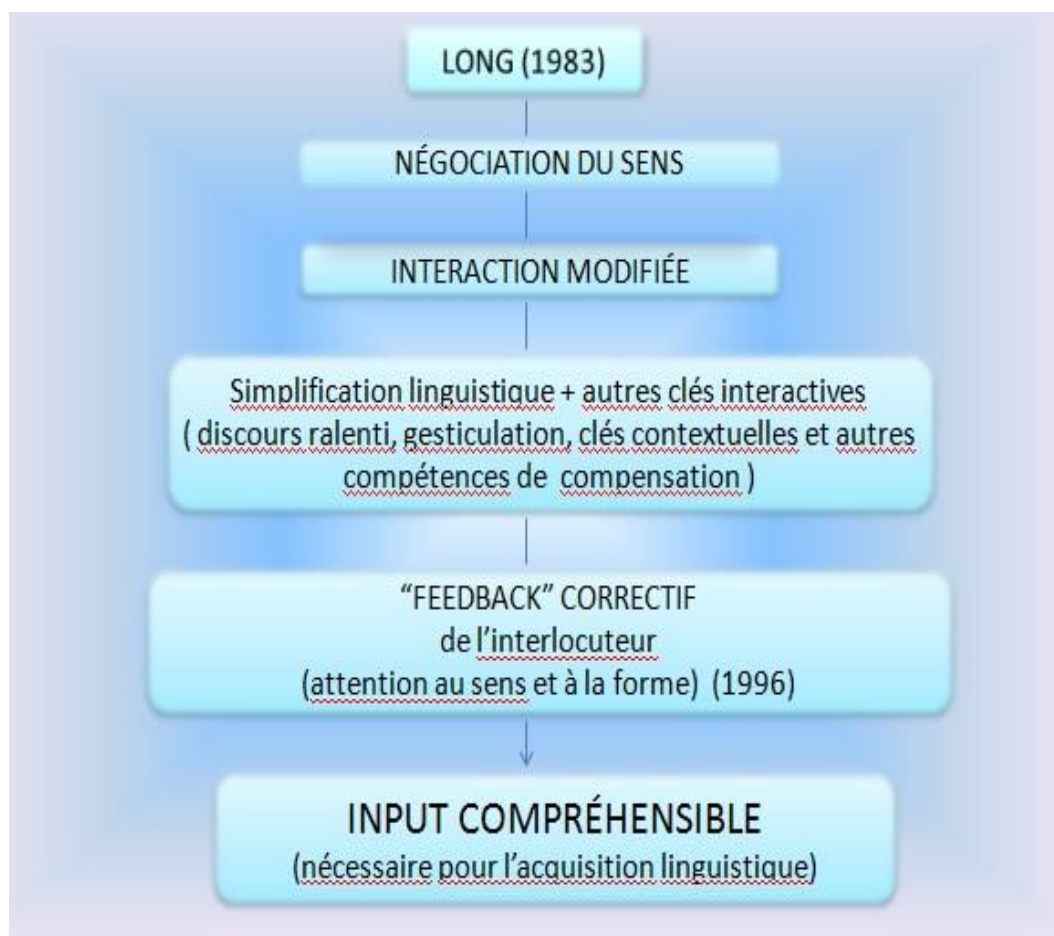 LONG (1983)
NÉGOCIATION DU SENS
INTERACTION MODIFIÉE
Simplification linguistique + autres clés interactives
( discours ralenti, gesticulation, clés contextuelles et autres
compétences de compensation )
“FEEDBACK” CORRECTIF
de l’interlocuteur
(attention au sens et à la forme) (1996)
INPUT COMPRÉHENSIBLE
(nécessaire pour l’acquisition linguistique)